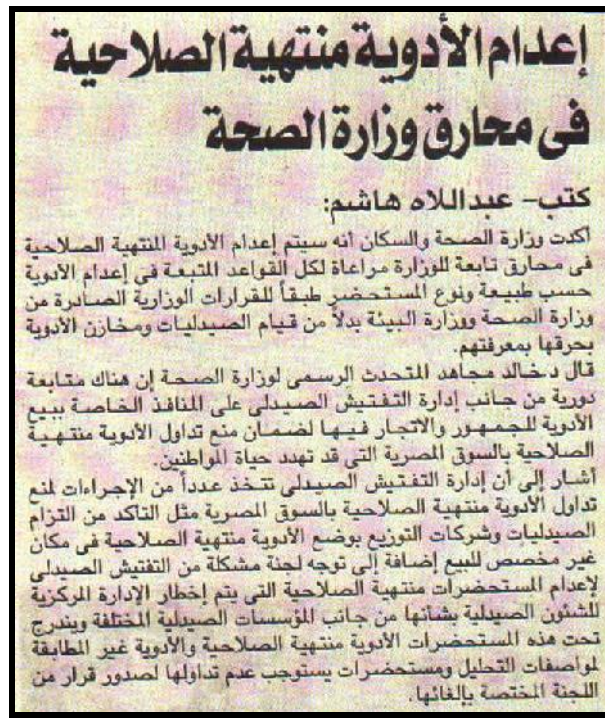 إعدام الأدوية منتهية الصلاحية
فى محارق وزارة الصحة
كتب- عبداللاه هاشم:
أكدت وزارة الصحة والسكان أنه سيتم إعدام الأدوية المنتهية الصلاحية
فى محارق تابعة للوزارة مراعاة لكل القواعد المتبعة فى إعدام الأدوية
حسب طبيعة ونوع المستحضر طبقاً للقرارات الوزارية الصادرة من
وزارة الصحة ووزارة البيئة بدلاً من قيام الصيدليات ومخازن الأدوية
بحرقها بمعرفتهم.
قال د.خالد مجاهد المتحدث الرسمى لوزارة الصحة إن هناك متابعة
دورية من جانب إدارة التفتيش الصيدلى على المنافذ الخاصة ببيع
الأدوية للجمهور والاتجار فيها لضمان منع تداول الأدوية منتهية
الصلاحية بالسوق المصرية التى قد تهدد حياة المواطنين.
أشار إلى أن إدارة التفتيش الصيدلى تتخذ عدداً من الإجراءات لمنع
تداول الأدوية منتهية الصلاحية بالسوق المصرية مثل التاكد من التزام
الصيدليات وشركات التوزيع بوضع الأدوية منتهية الصلاحية فى مكان
غير مخصص للبيع إضافة إلى توجه لجنة مشكلة من التفتيش الصيدلى
لإعدام المستحضرات منتهية الصلاحية التى يتم إخطار الإدارة المركزية
للشئون الصيدلية بشأنها من جانب المؤسسات الصيدلية المختلفة ويندرج
تحت هذه المستحضرات الأدوية منتهية الصلاحية والأدوية غير المطابقة
لمواصفات التحليل ومستحضرات يستوجب عدم تداولها لصدور قرار من
اللجنة المختصة بإلغائها.